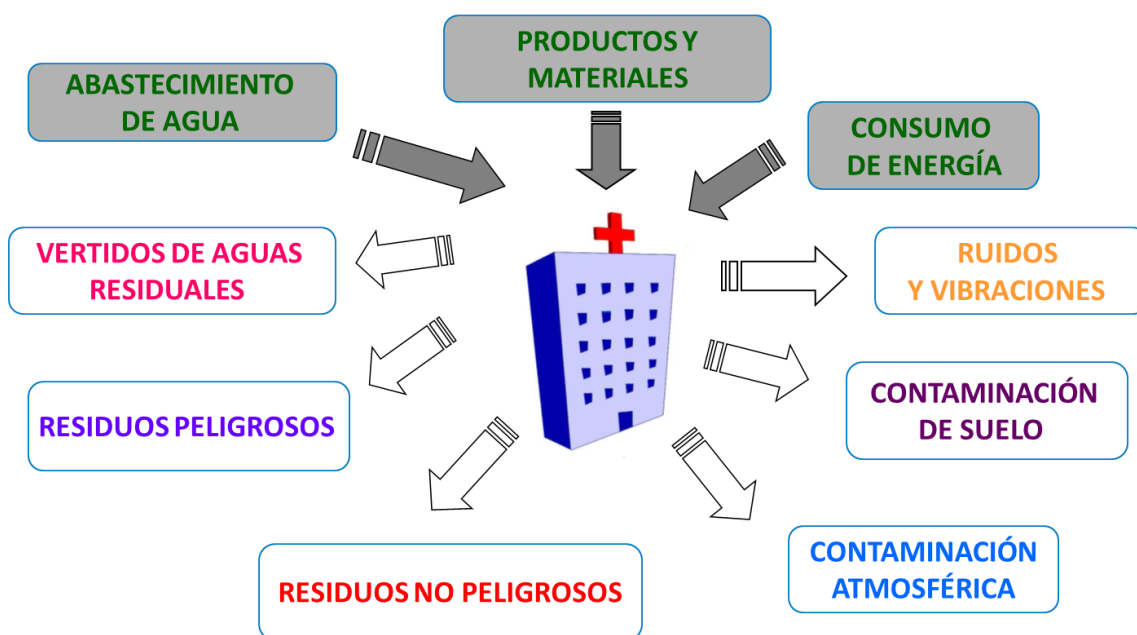 PRODUCTOS Y
MATERIALES
ABASTECIMIENTO
DE AGUA
CONSUMO
DE ENERGÍA
VERTIDOS DE AGUAS
RESIDUALES
RUIDOS
Y VIBRACIONES
RESIDUOS PELIGROSOS
CONTAMINACIÓN
DE SUELO
RESIDUOS NO PELIGROSOS
CONTAMINACIÓN
ATMOSFÉRICA